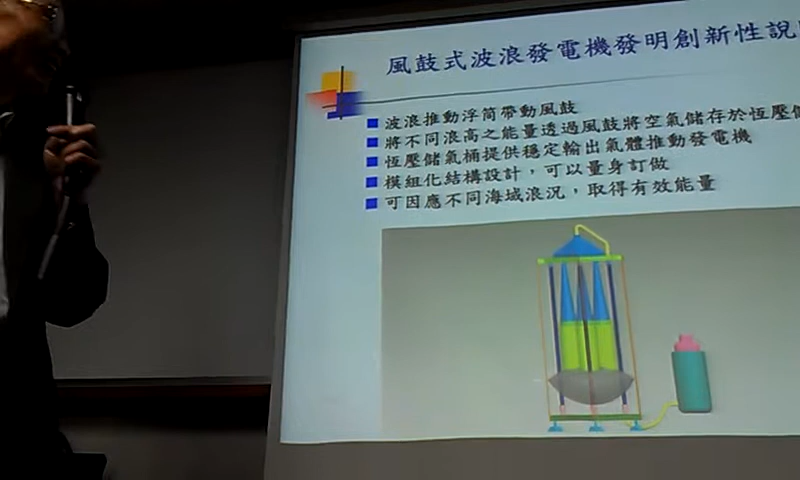 風鼓式波浪發電機發明創新性說
波浪推動浮筒帶動風鼓
將不同浪高之能量透過風鼓將空氣儲存於恆壓儲
恆壓儲氣桶提供穩定輸出氣體推動發電機
模組化結構設計，可以量身訂做
可因應不同海域浪況，取得有效能量